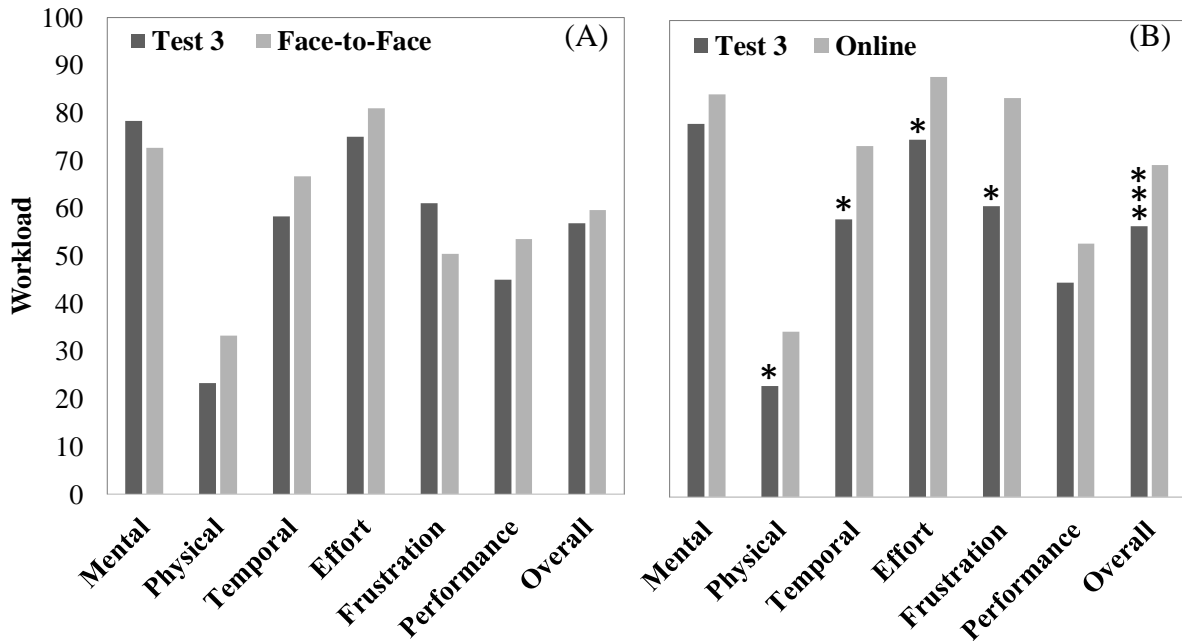 Test 3 Face-to-Face (A)
Test 3 Online (B)
Workload
100
90
80
70
60
50
40
30
20
10
0
*
*
*
*
***
Mental
Physical
Temporal
Effort
Frustration
Performance
Overall
Mental
Physical
Temporal
Effort
Frustration
Performance
Overall